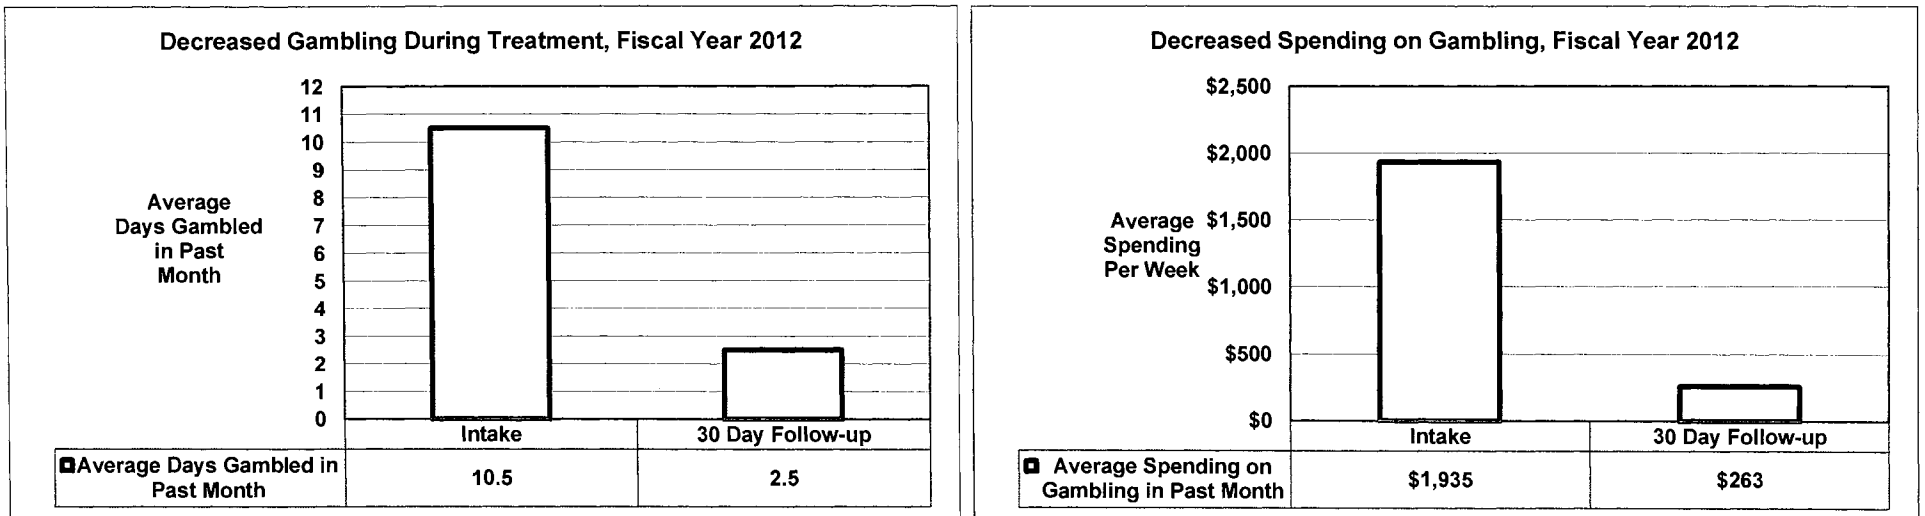 Decreased Gambling During Treatment, Fiscal Year 2012
12
11
10
9
8
7
6
5
4
3
2
1
0
Average
Days Gambled
in Past
Month
Intake
30 Day Follow-up
Average Days Gambled in
Past Month
10.5
2.5
Decreased Spending on Gambling, Fiscal Year 2012
$2,500
$2,000
$1,500
$1,000
$500
$0
Average
Spending
Per Week
Intake
30 Day Follow-up
Average Spending on
Gambling in Past Month
$1,935
$263